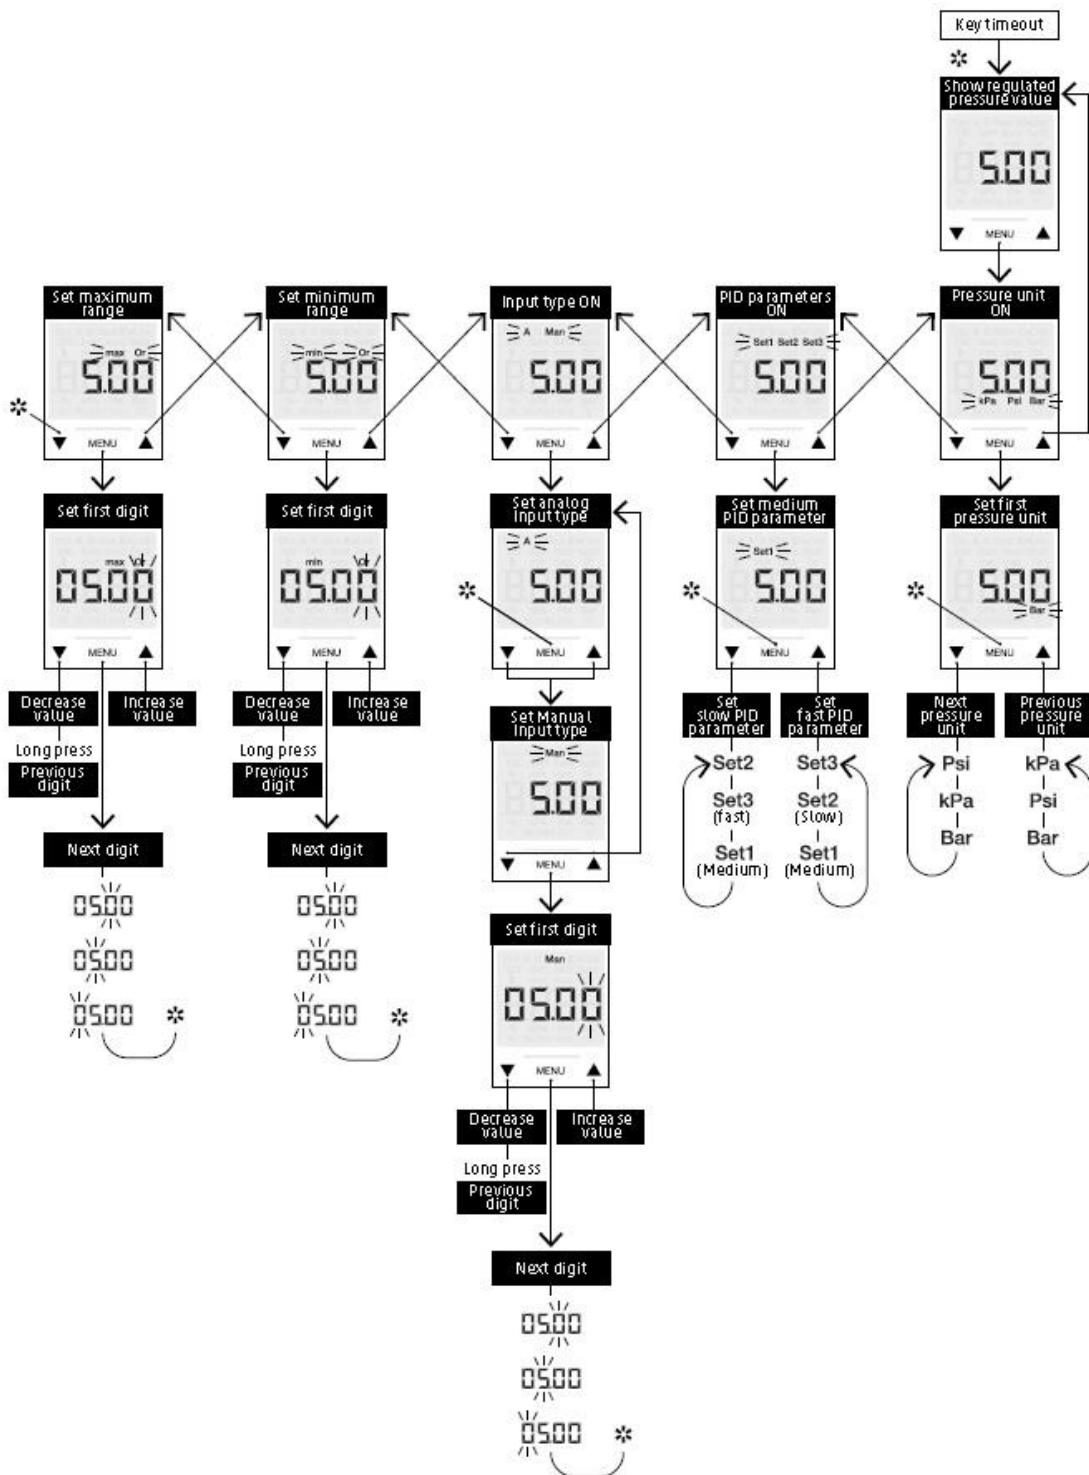 Key timeout
Show regulated
pressure value
5.00
▼ MENU ▲
Set maximum
range
max Or
5.00
▼ MENU ▲
Set minimum
range
min Or
5.00
▼ MENU ▲
Input type ON
A Man
5.00
▼ MENU ▲
PID parameters
ON
Set1 Set2 Set3
5.00
▼ MENU ▲
Pressure unit
ON
5.00
kPa Psi Bar
▼ MENU ▲
Set first digit
max Or
05.00
▼ MENU ▲
Decrease
value
Increase
value
Long press
Previous
digit
Next digit
05.00
05.00
05.00 *
Set first digit
min Or
05.00
▼ MENU ▲
Decrease
value
Increase
value
Long press
Previous
digit
Next digit
05.00
05.00
05.00 *
Set analog
Input type
A
5.00
▼ MENU ▲
Set Manual
Input type
Man
5.00
▼ MENU ▲
Set first digit
Man
05.00
▼ MENU ▲
Decrease
value
Increase
value
Long press
Previous
digit
Next digit
05.00
05.00
05.00 *
Set medium
PID parameter
Set1
5.00
▼ MENU ▲
Set
slow PID
parameter
Set2
Set3
(fast)
Set1
(Medium)
Set
fast PID
parameter
Set3
Set2
(Slow)
Set1
(Medium)
Set first
pressure unit
5.00
Bar
▼ MENU ▲
Next
pressure
unit
Psi
kPa
Bar
Previous
pressure
unit
kPa
Psi
Bar